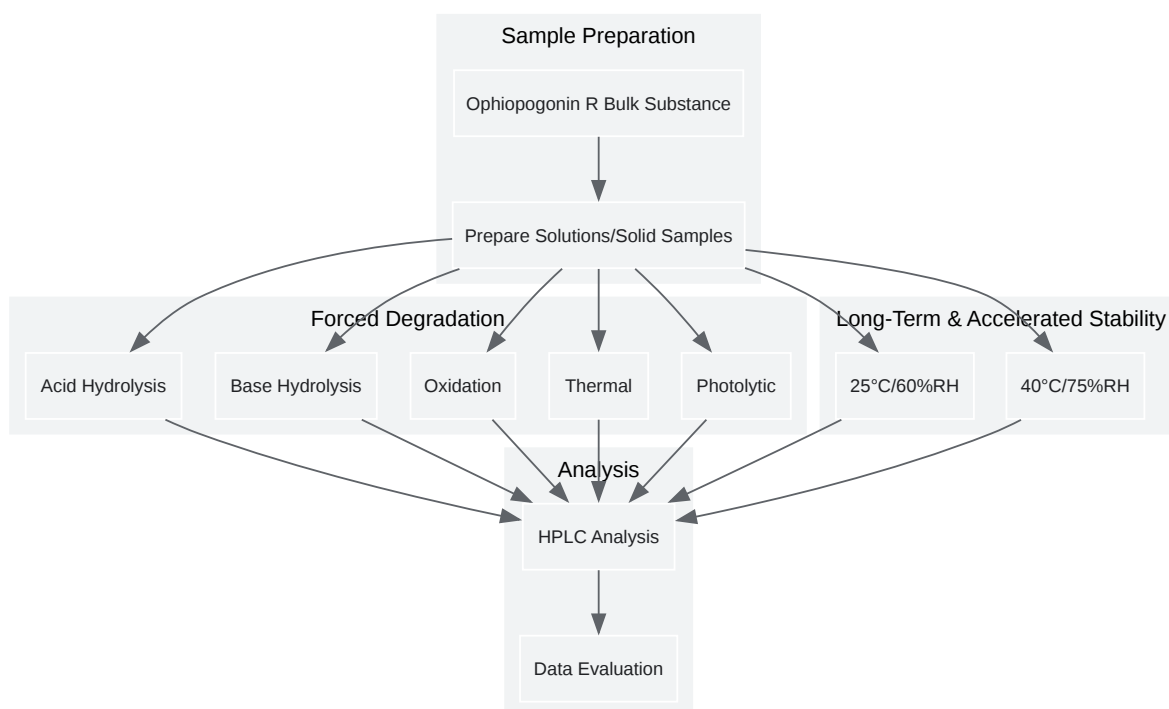 Sample Preparation
Ophiopogonin R Bulk Substance
Prepare Solutions/Solid Samples
Forced Degradation
Long-Term & Accelerated Stability
Acid Hydrolysis
Base Hydrolysis
Oxidation
Thermal
Photolytic
25°C/60%RH
40°C/75%RH
Analysis
HPLC Analysis
Data Evaluation